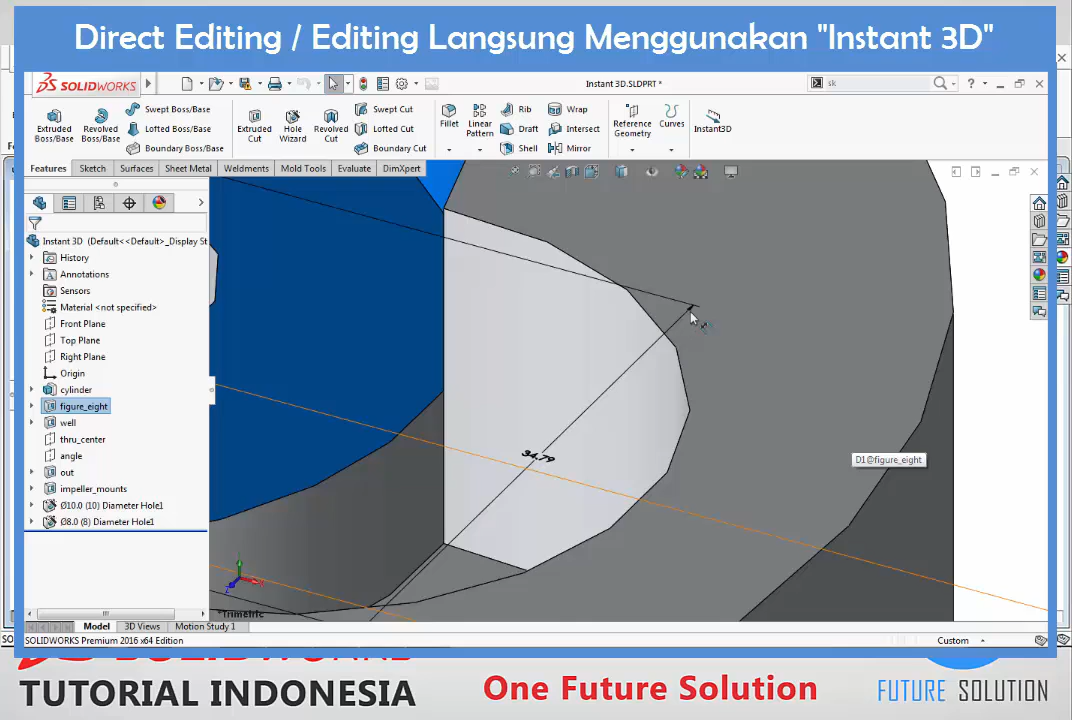 Direct Editing / Editing Langsung Menggunakan "Instant 3D"
SOLIDWORKS
Instant 3D.SLDPRT *
sk
Extruded Boss/Base
Revolved Boss/Base
Swept Boss/Base
Lofted Boss/Base
Boundary Boss/Base
Extruded Cut
Hole Wizard
Revolved Cut
Swept Cut
Lofted Cut
Boundary Cut
Fillet
Linear Pattern
Rib
Draft
Shell
Wrap
Intersect
Mirror
Reference Geometry
Curves
Instant3D
Features Sketch Surfaces Sheet Metal Weldments Mold Tools Evaluate DimXpert
Instant 3D (Default<<Default>_Display St
History
Annotations
Sensors
Material <not specified>
Front Plane
Top Plane
Right Plane
Origin
cylinder
figure_eight
well
thru_center
angle
out
impeller_mounts
Ø10.0 (10) Diameter Hole1
Ø8.0 (8) Diameter Hole1
34.79
D1@figure_eight
*Trimetric
Model 3D Views Motion Study 1
SOLIDWORKS Premium 2016 x64 Edition
Custom
TUTORIAL INDONESIA
One Future Solution
FUTURE SOLUTION